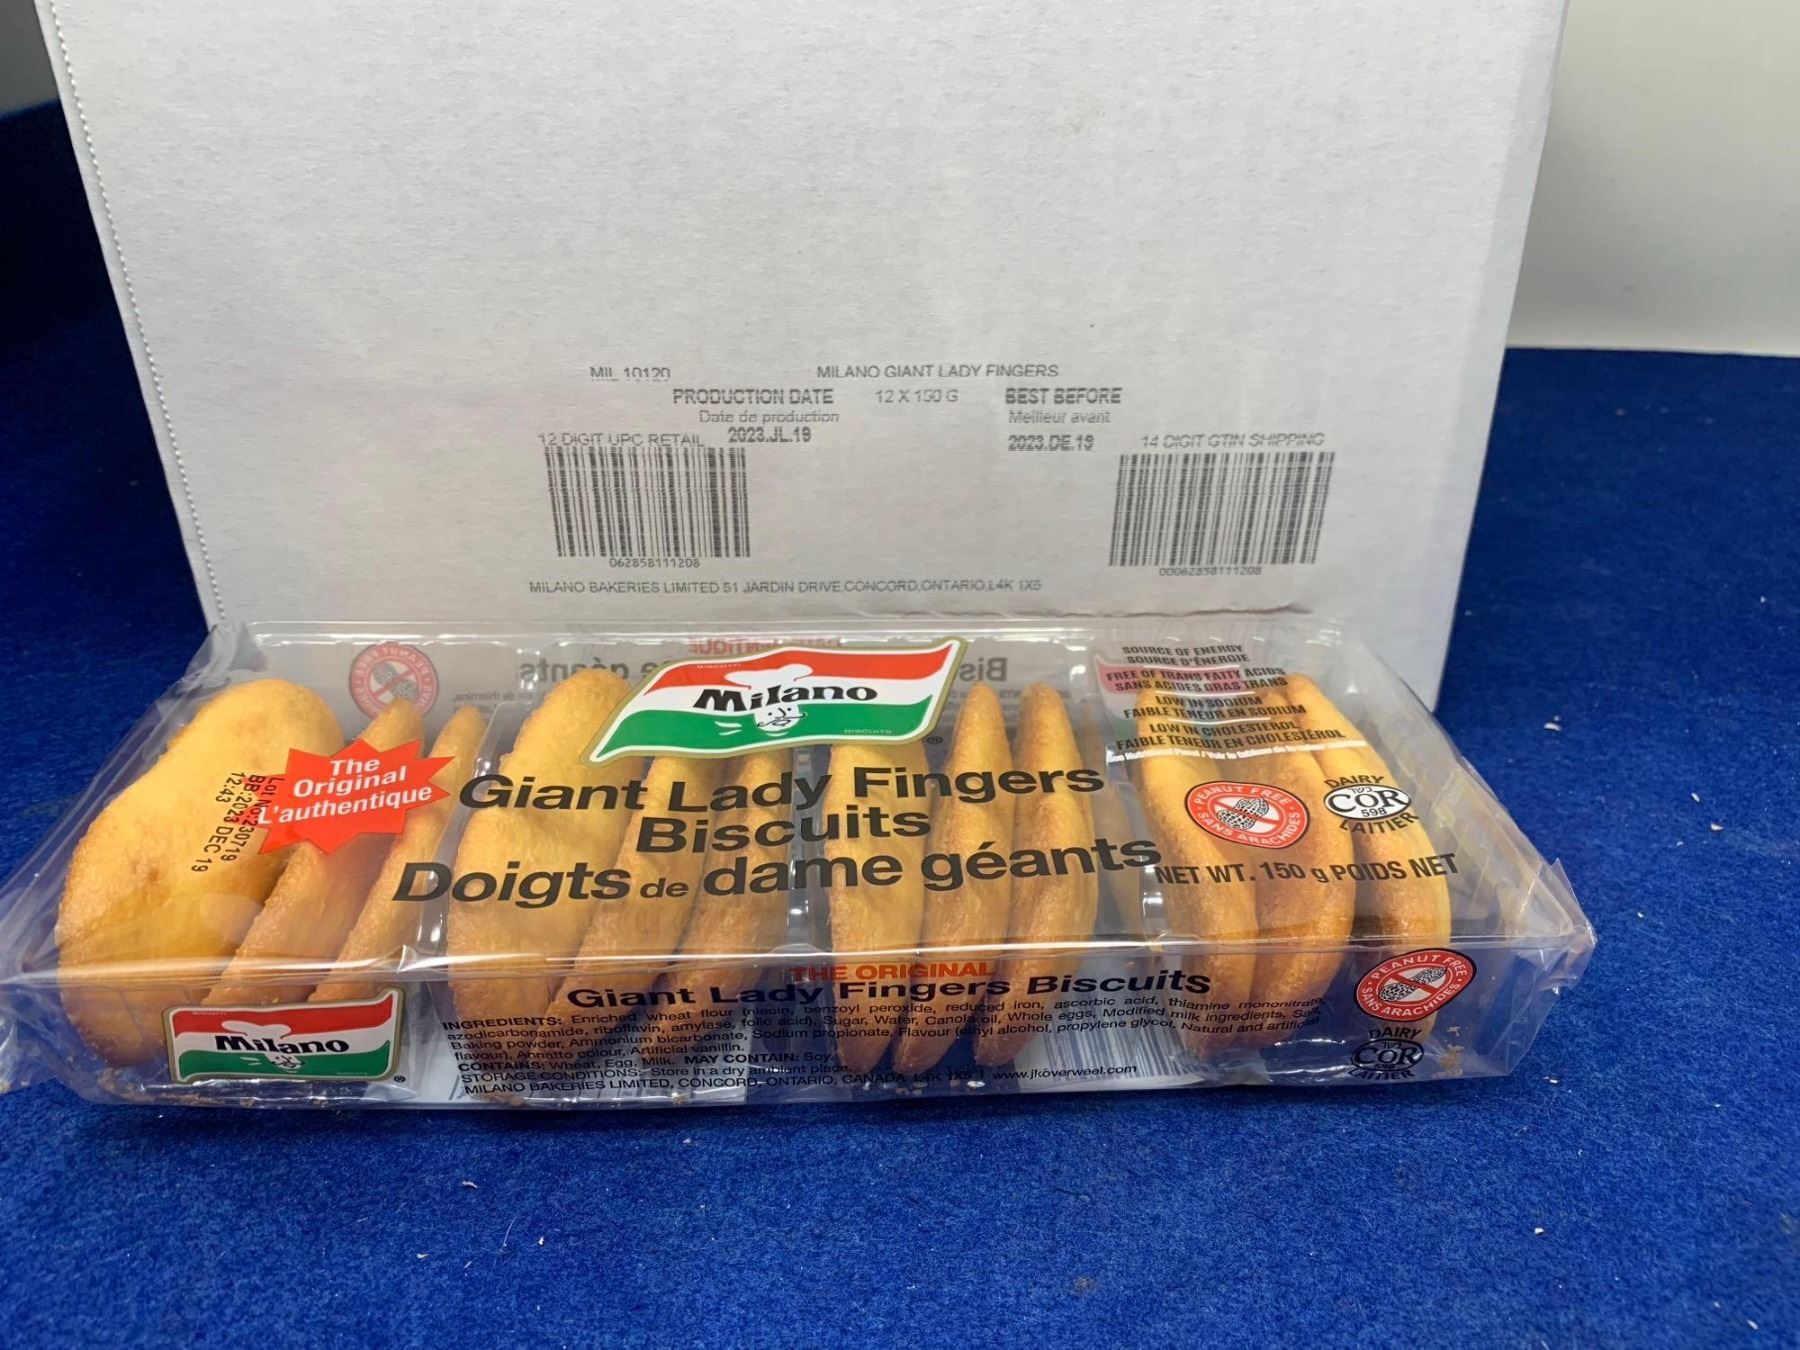 MIL 10120 MILANO GIANT LADY FINGERS
PRODUCTION DATE 12 X 150 G BEST BEFORE
Date de production Meilleur avant
12 DIGIT UPC RETAIL 2023.JL.19 2023.DE.19 14 DIGIT GTIN SHIPPING
062858111208
00062858111208
MILANO BAKERIES LIMITED 51 JARDIN DRIVE,CONCORD,ONTARIO,L4K 1X5
SOURCE OF ENERGY
SOURCE D'ÉNERGIE
FREE OF TRANS FATTY ACIDS
SANS ACIDES GRAS TRANS
LOW IN SODIUM
FAIBLE TENEUR EN SODIUM
LOW IN CHOLESTEROL
FAIBLE TENEUR EN CHOLESTÉROL
BISCOTTI
Milano
BISCUITS
The
Original
L'authentique
BB:2023 DEC 19
12:43
Giant Lady Fingers
Biscuits
Doigts de dame géants
PEANUT FREE
SANS ARACHIDES
DAIRY
COR
598
LAITIER
NET WT. 150 g POIDS NET
THE ORIGINAL
Giant Lady Fingers Biscuits
INGREDIENTS: Enriched wheat flour (niacin, benzoyl peroxide, reduced iron, ascorbic acid, thiamine mononitrate,
azodicarbonamide, riboflavin, amylase, folic acid), Sugar, Water, Canola oil, Whole eggs, Modified milk ingredients, Salt,
Baking powder, Ammonium bicarbonate, Sodium propionate, Flavour (ethyl alcohol, propylene glycol, Natural and artificial
flavour), Annatto colour, Artificial vanillin.
CONTAINS: Wheat, Egg, Milk. MAY CONTAIN: Soy.
STORAGE CONDITIONS: Store in a dry ambient place.
MILANO BAKERIES LIMITED, CONCORD, ONTARIO, CANADA L4K 1X5 | www.jkoverweel.com
Milano
PEANUT FREE
SANS ARACHIDES
DAIRY
COR
LAITIER